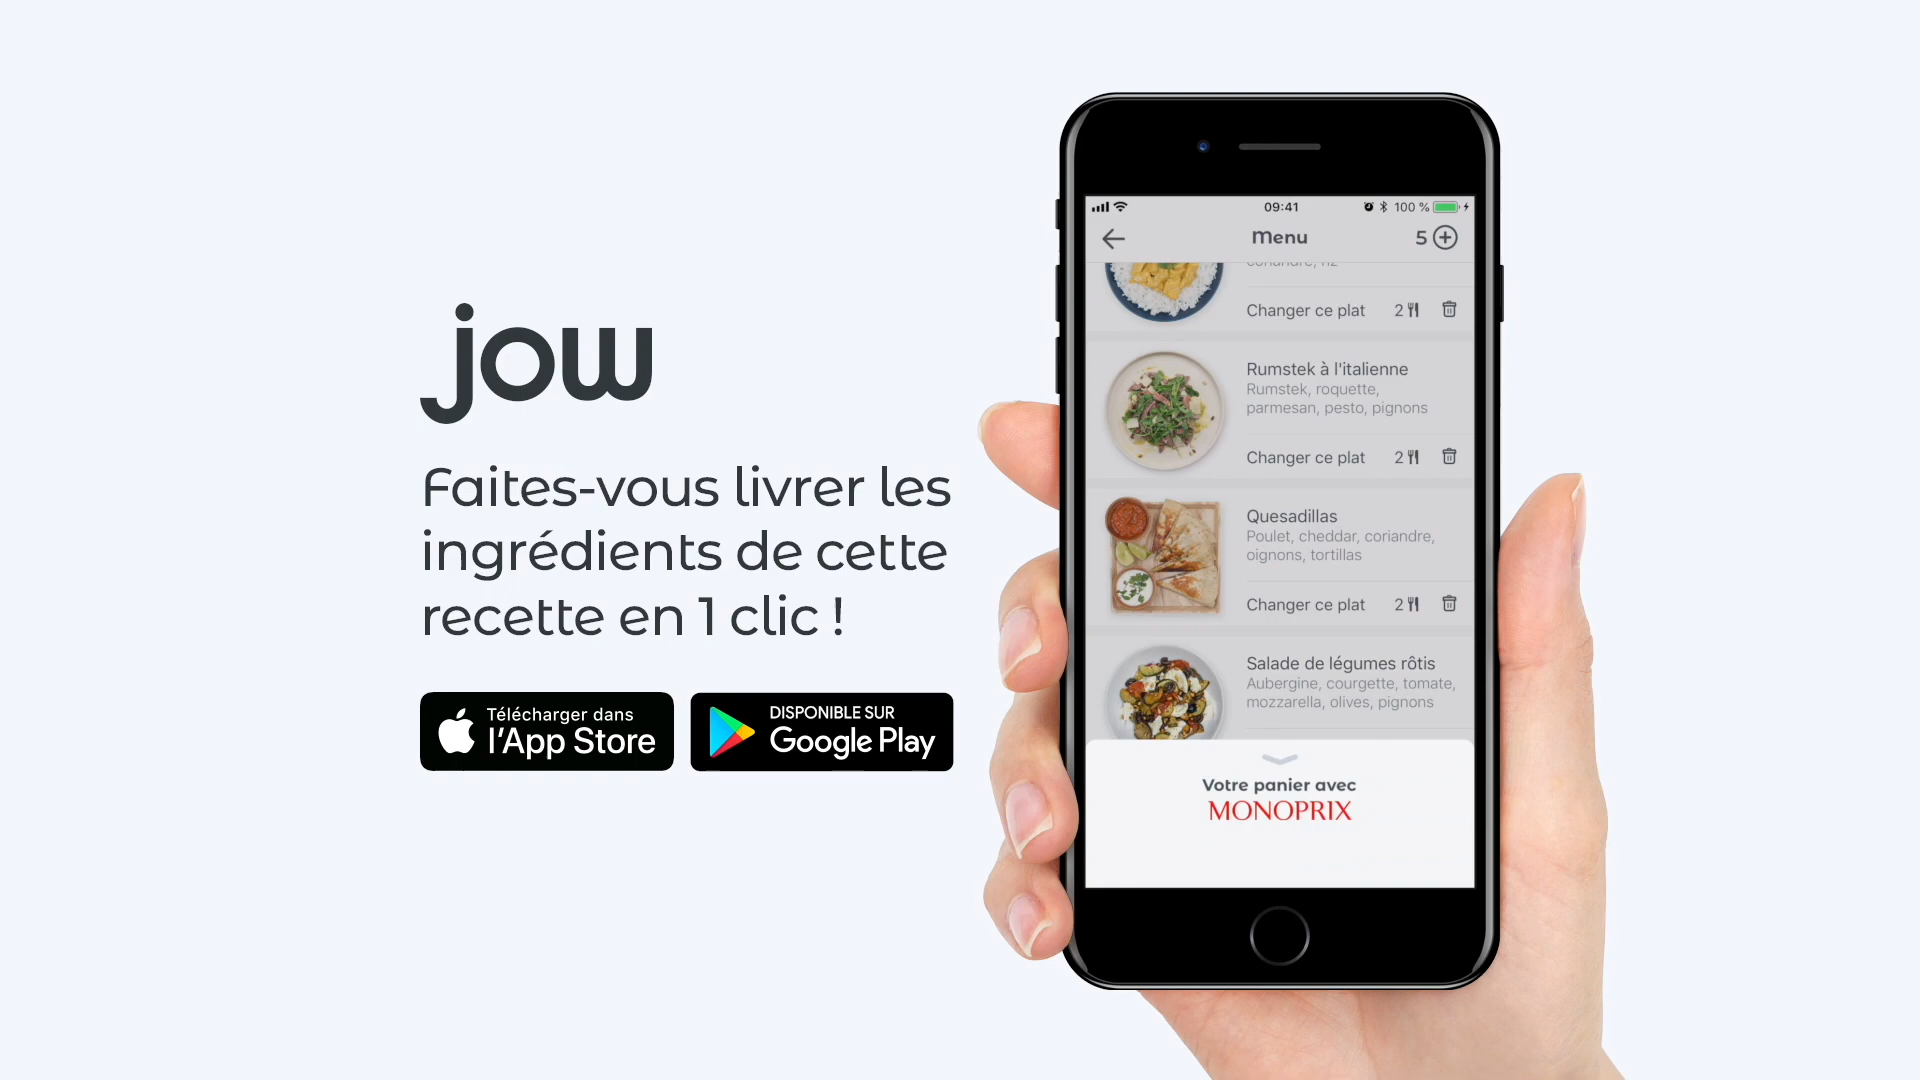 jow
Faites-vous livrer les
ingrédients de cette
recette en 1 clic !
Télécharger dans
l'App Store
DISPONIBLE SUR
Google Play
09:41
100 %
Menu
5
Changer ce plat 2
Rumstek à l'italienne
Rumstek, roquette,
parmesan, pesto, pignons
Changer ce plat 2
Quesadillas
Poulet, cheddar, coriandre,
oignons, tortillas
Changer ce plat 2
Salade de légumes rôtis
Aubergine, courgette, tomate,
mozzarella, olives, pignons
Votre panier avec
MONOPRIX